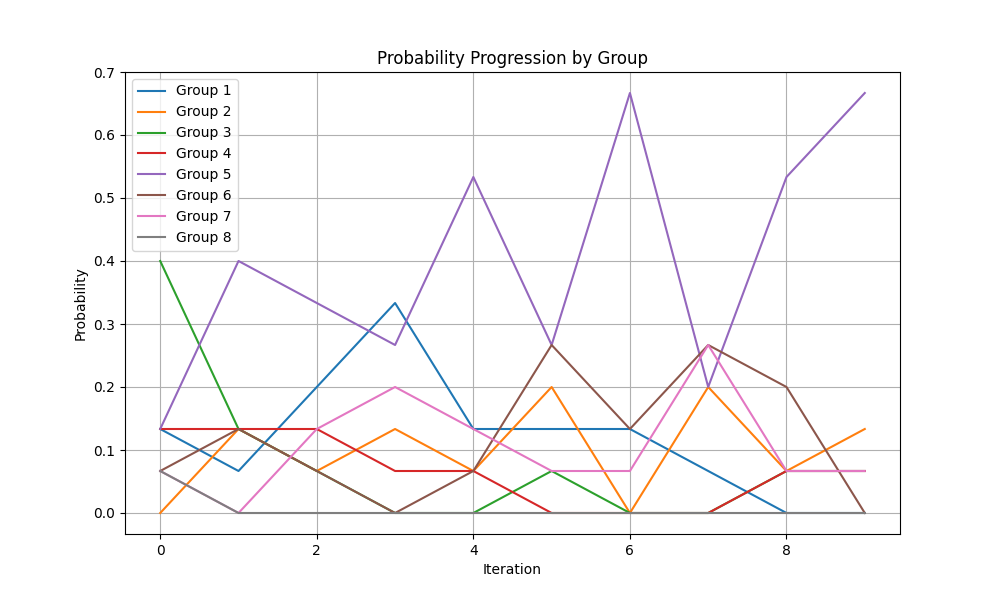 Probability Progression by Group
0.7
0.6
0.5
0.4
0.3
0.2
0.1
0.0
Probability
Group 1
Group 2
Group 3
Group 4
Group 5
Group 6
Group 7
Group 8
0 2 4 6 8
Iteration